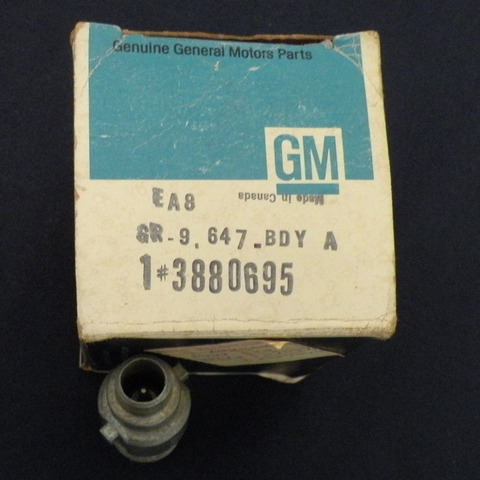 Genuine General Motors Parts
GM
Made in Canada
EA8
GR-9.647-BDY A
1#3880695